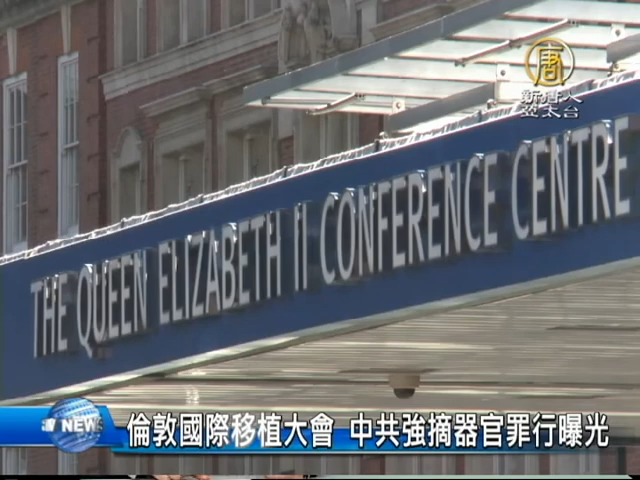 唐
新唐人
亞太台
THE QUEEN ELIZABETH II CONFERENCE CENTRE
NEWS
倫敦國際移植大會 中共強摘器官罪行曝光